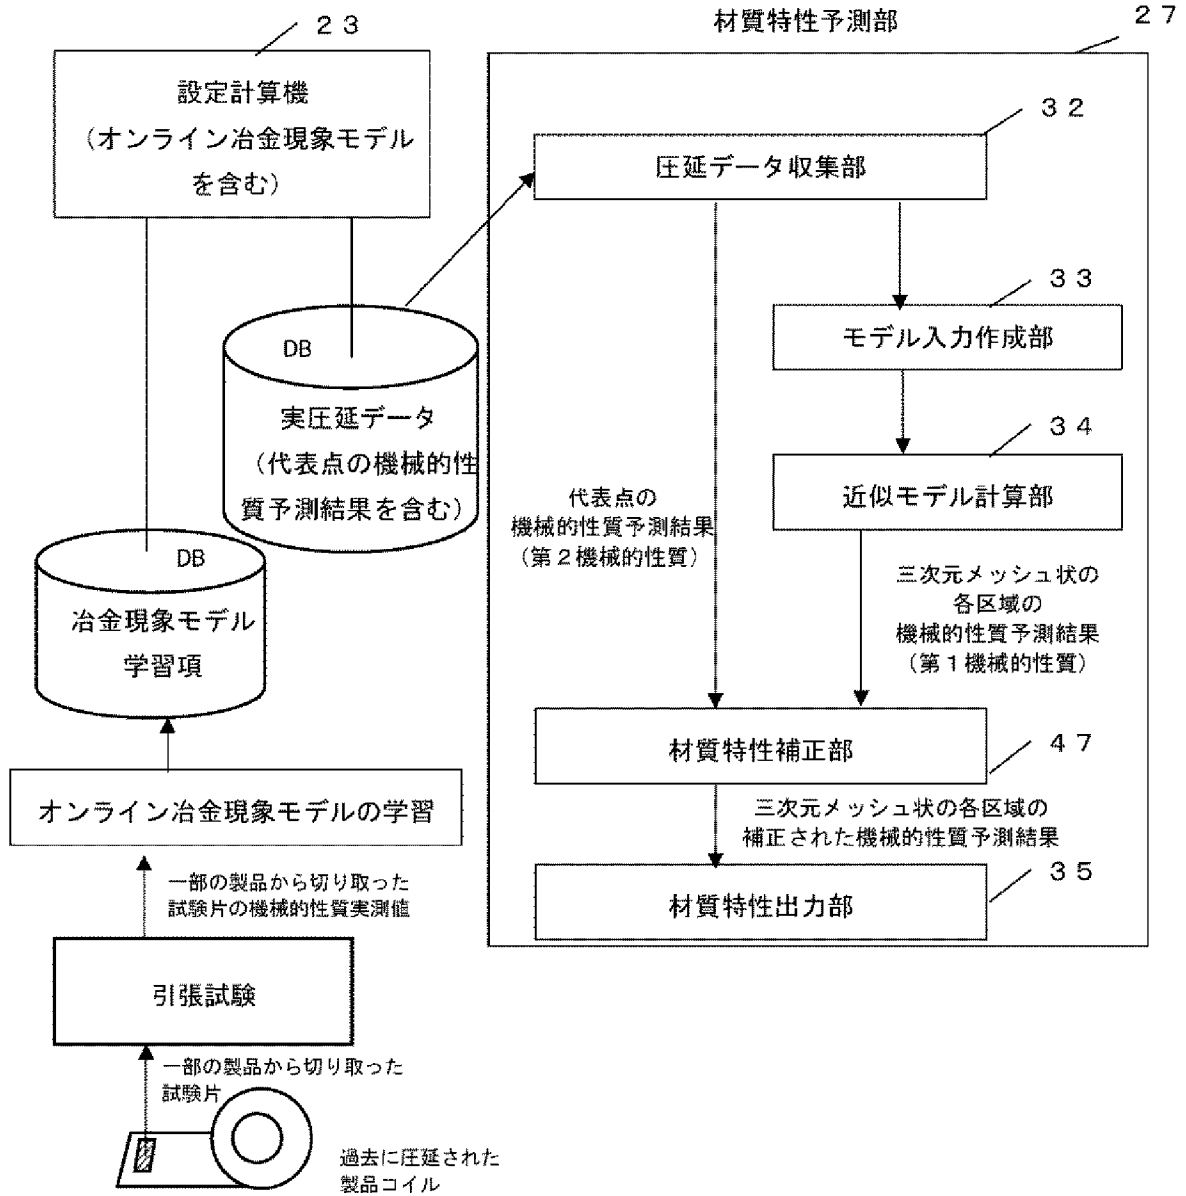 ２３
設定計算機
（オンライン冶金現象モデル
を含む）
材質特性予測部
２７
３２
圧延データ収集部
３３
モデル入力作成部
３４
近似モデル計算部
DB
実圧延データ
（代表点の機械的性
質予測結果を含む）
代表点の
機械的性質予測結果
（第２機械的性質）
三次元メッシュ状の
各区域の
機械的性質予測結果
（第１機械的性質）
DB
冶金現象モデル
学習項
材質特性補正部
４７
オンライン冶金現象モデルの学習
三次元メッシュ状の各区域の
補正された機械的性質予測結果
材質特性出力部
３５
一部の製品から切り取った
試験片の機械的性質実測値
引張試験
一部の製品から切り取った
試験片
過去に圧延された
製品コイル